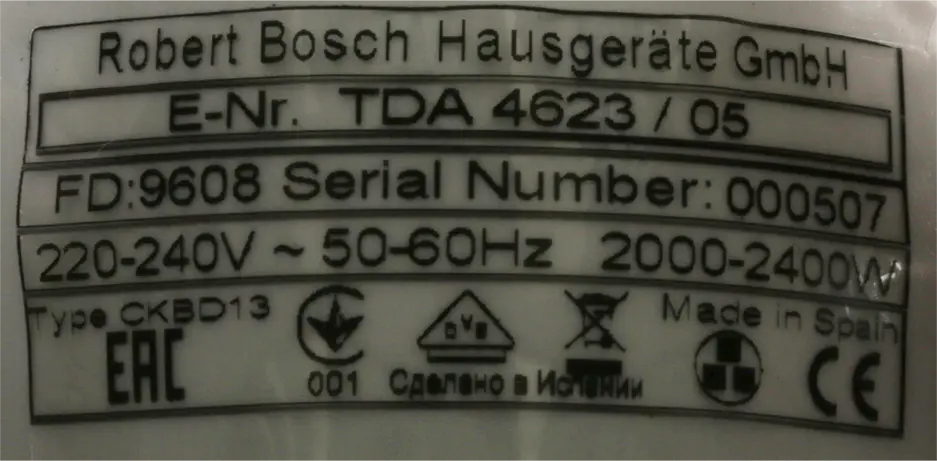 Robert Bosch Hausgeräte GmbH
E-Nr. TDA 4623 / 05
FD:9608 Serial Number: 000507
220-240V ~ 50-60Hz 2000-2400W
Type CKBD13
Made in Spain
EAC
DVE
CE
001
Сделано в Испании